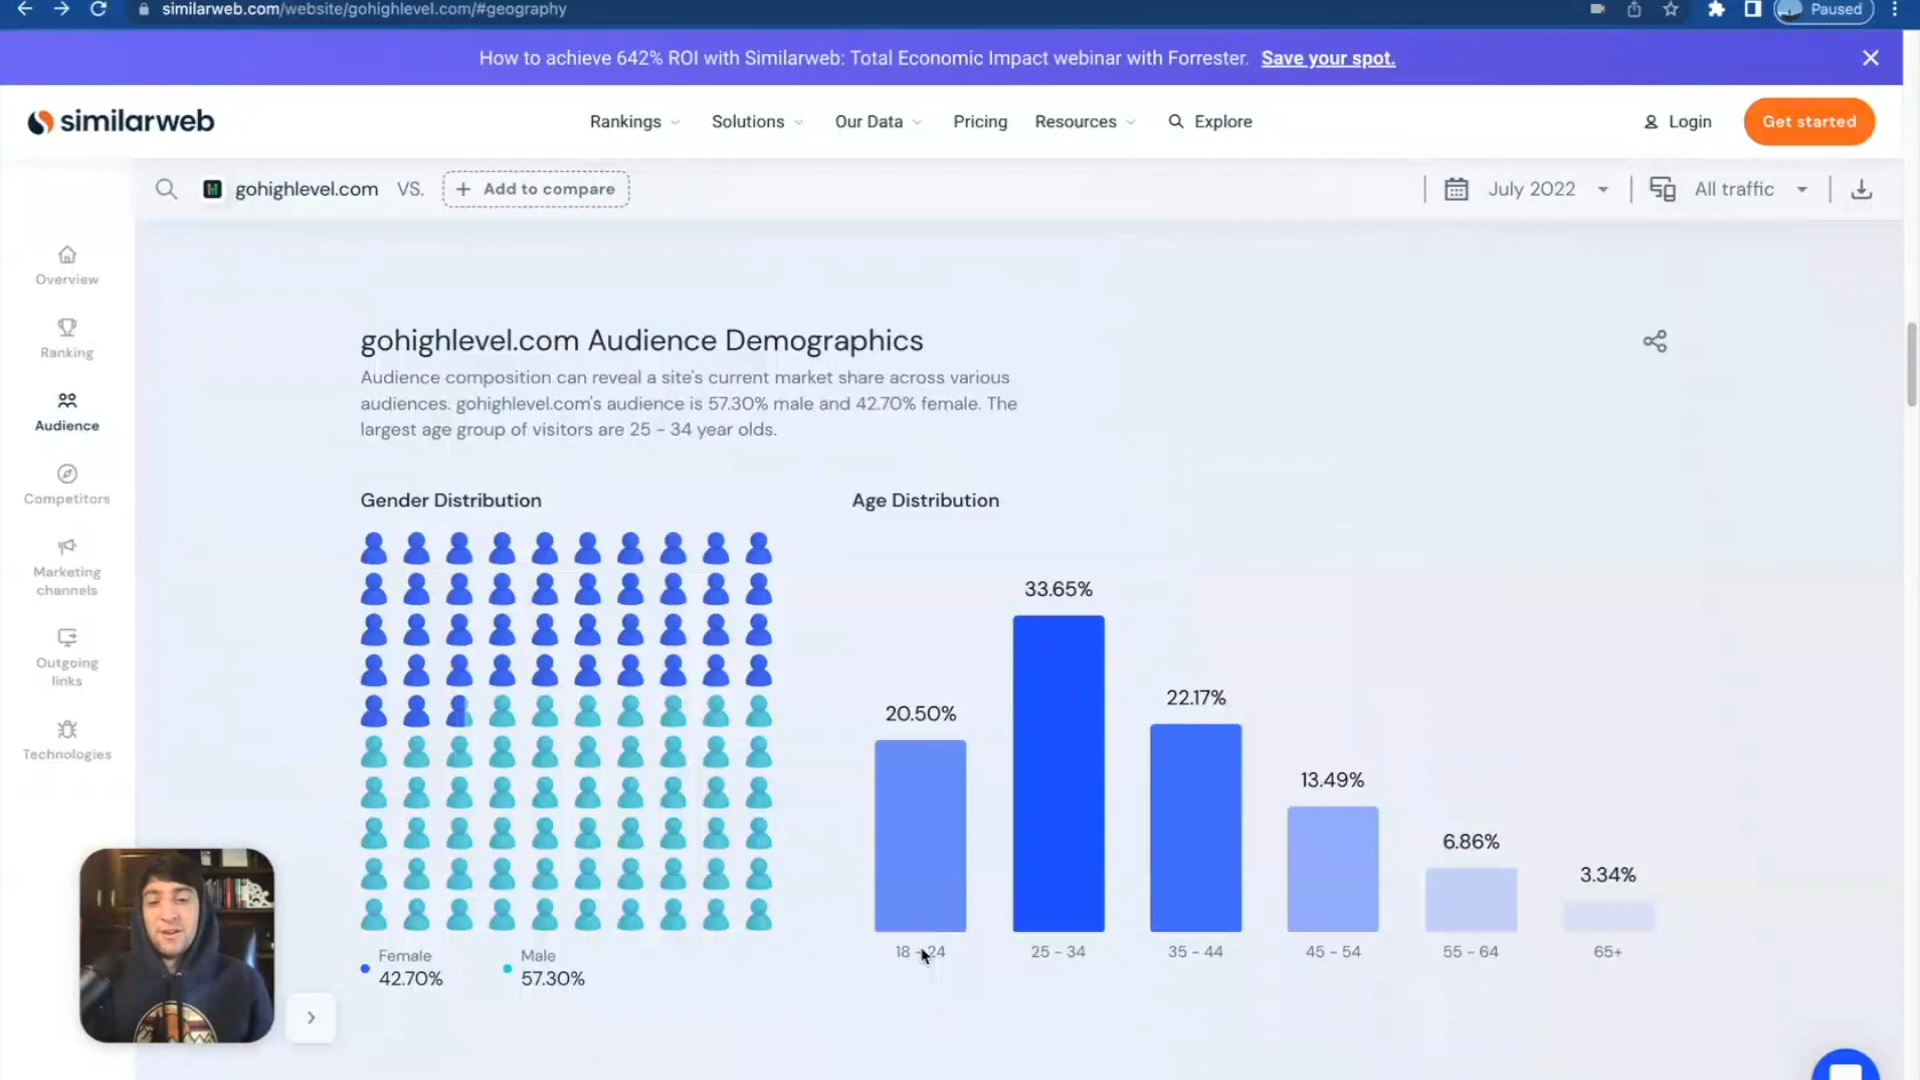 similarweb.com/website/gohighlevel.com/#geography
Paused
How to achieve 642% ROI with Similarweb: Total Economic Impact webinar with Forrester. Save your spot.
similarweb
Rankings
Solutions
Our Data
Pricing
Resources
Explore
Login
Get started
gohighlevel.com
VS.
+ Add to compare
July 2022
All traffic
Overview
Ranking
Audience
Competitors
Marketing
channels
Outgoing
links
Technologies
gohighlevel.com Audience Demographics
Audience composition can reveal a site's current market share across various
audiences. gohighlevel.com's audience is 57.30% male and 42.70% female. The
largest age group of visitors are 25 - 34 year olds.
Gender Distribution
Female
42.70%
Male
57.30%
Age Distribution
20.50%
33.65%
22.17%
13.49%
6.86%
3.34%
18 - 24
25 - 34
35 - 44
45 - 54
55 - 64
65+